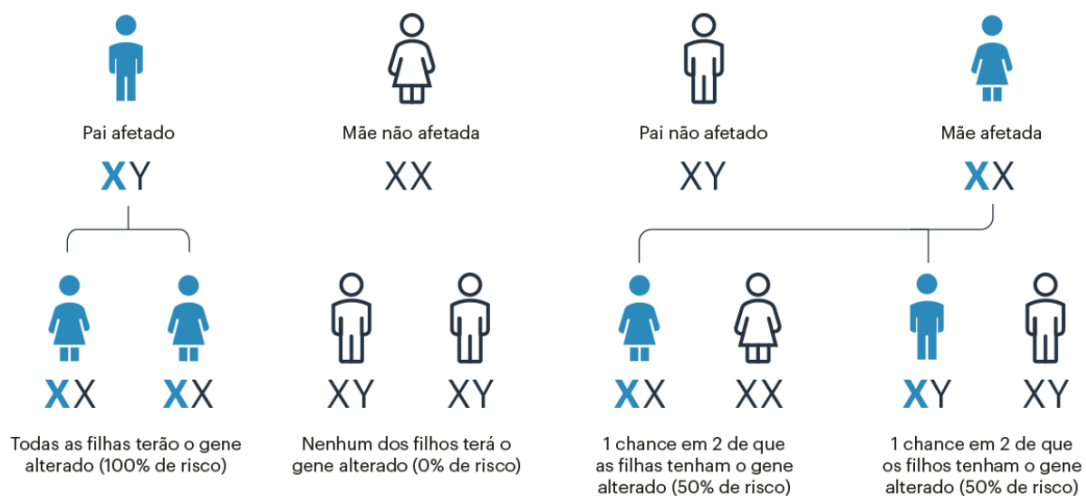 Pai afetado
Mãe não afetada
Pai não afetado
Mãe afetada
XY
XX
XY
XX
XX
XX
XY
XY
XX
XX
XY
XY
Todas as filhas terão o gene
alterado (100% de risco)
Nenhum dos filhos terá o
gene alterado (0% de risco)
1 chance em 2 de que
as filhas tenham o gene
alterado (50% de risco)
1 chance em 2 de que
os filhos tenham o gene
alterado (50% de risco)